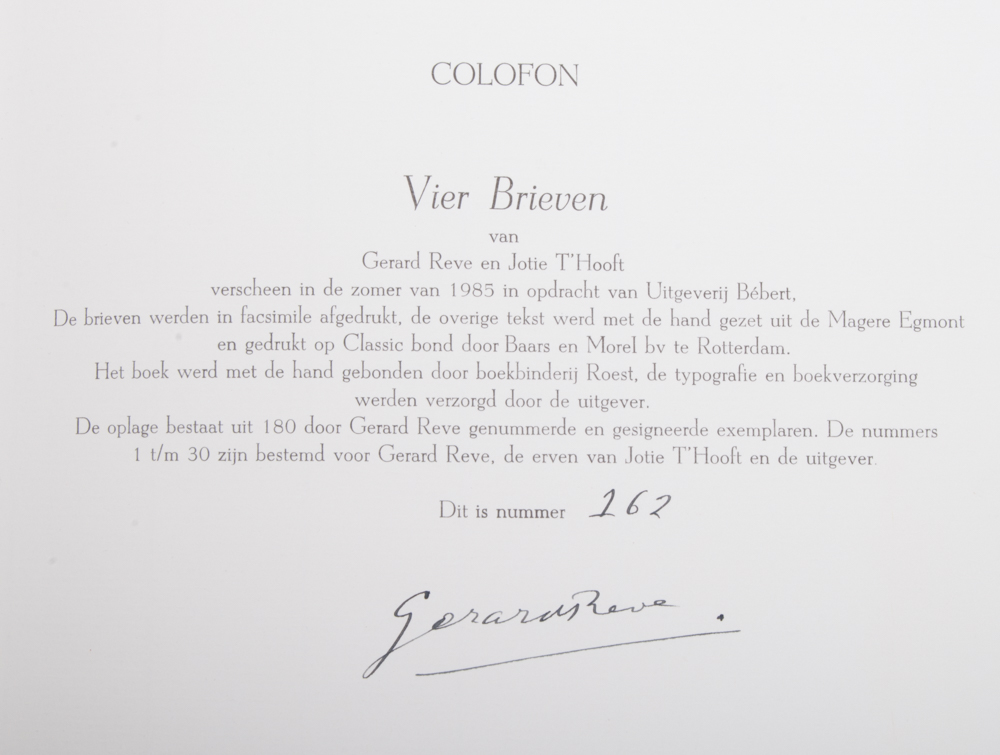 COLOFON
Vier Brieven
van
Gerard Reve en Jotie T'Hooft
verscheen in de zomer van 1985 in opdracht van Uitgeverij Bébert,
De brieven werden in facsimile afgedrukt, de overige tekst werd met de hand gezet uit de Magere Egmont
en gedrukt op Classic bond door Baars en Morel bv te Rotterdam.
Het boek werd met de hand gebonden door boekbinderij Roest, de typografie en boekverzorging
werden verzorgd door de uitgever.
De oplage bestaat uit 180 door Gerard Reve genummerde en gesigneerde exemplaren. De nummers
1 t/m 30 zijn bestemd voor Gerard Reve, de erven van Jotie T'Hooft en de uitgever.
Dit is nummer 162
Gerard Reve.